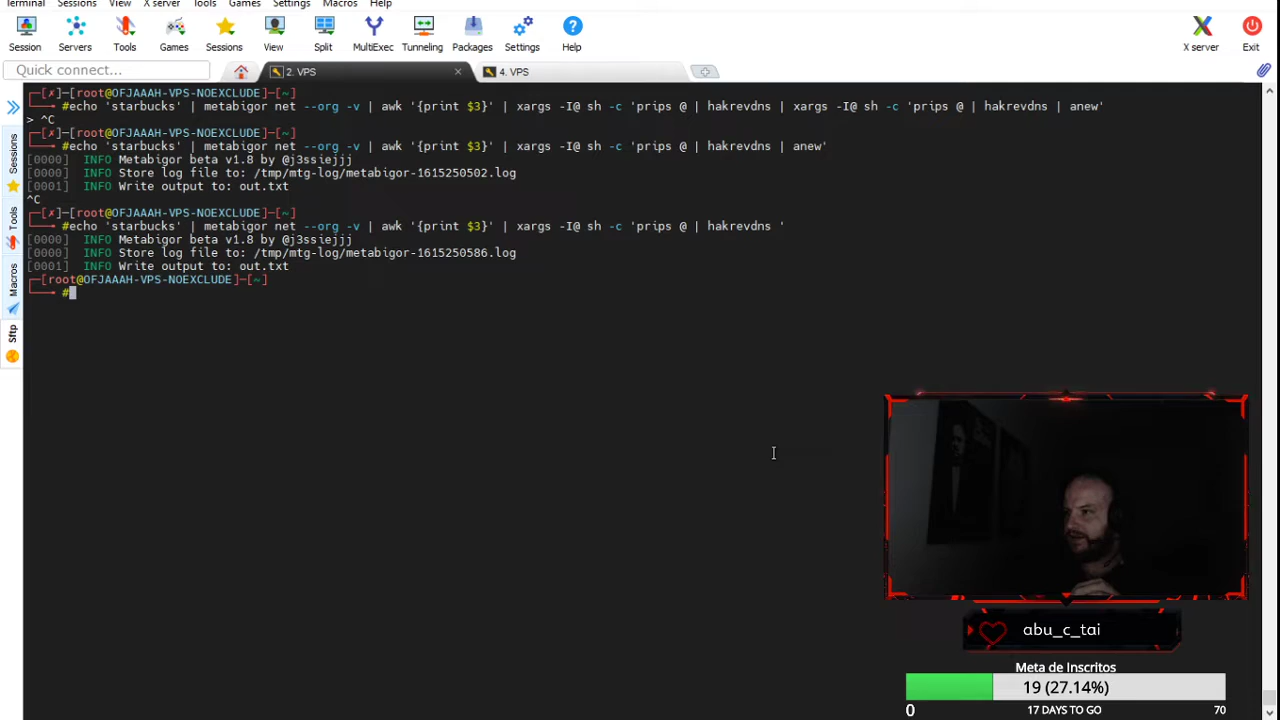 Terminal Sessions View X server Tools Games Settings Macros Help
Session Servers Tools Games Sessions View Split MultiExec Tunneling Packages Settings Help X server Exit
Quick connect... 2. VPS 4. VPS
┌─[✗]─[root@OFJAAAH-VPS-NOEXCLUDE]─[~]
└──╼ #echo 'starbucks' | metabigor net --org -v | awk '{print $3}' | xargs -I@ sh -c 'prips @ | hakrevdns | xargs -I@ sh -c 'prips @ | hakrevdns | anew'
> ^C
┌─[✗]─[root@OFJAAAH-VPS-NOEXCLUDE]─[~]
└──╼ #echo 'starbucks' | metabigor net --org -v | awk '{print $3}' | xargs -I@ sh -c 'prips @ | hakrevdns | anew'
[0000] INFO Metabigor beta v1.8 by @j3ssiejjj
[0000] INFO Store log file to: /tmp/mtg-log/metabigor-1615250502.log
[0001] INFO Write output to: out.txt
^C
┌─[✗]─[root@OFJAAAH-VPS-NOEXCLUDE]─[~]
└──╼ #echo 'starbucks' | metabigor net --org -v | awk '{print $3}' | xargs -I@ sh -c 'prips @ | hakrevdns '
[0000] INFO Metabigor beta v1.8 by @j3ssiejjj
[0000] INFO Store log file to: /tmp/mtg-log/metabigor-1615250586.log
[0001] INFO Write output to: out.txt
┌─[root@OFJAAAH-VPS-NOEXCLUDE]─[~]
└──╼ #
Sessions
Tools
Macros
Sftp
abu_c_tai
Meta de Inscritos
19 (27.14%)
0 17 DAYS TO GO 70